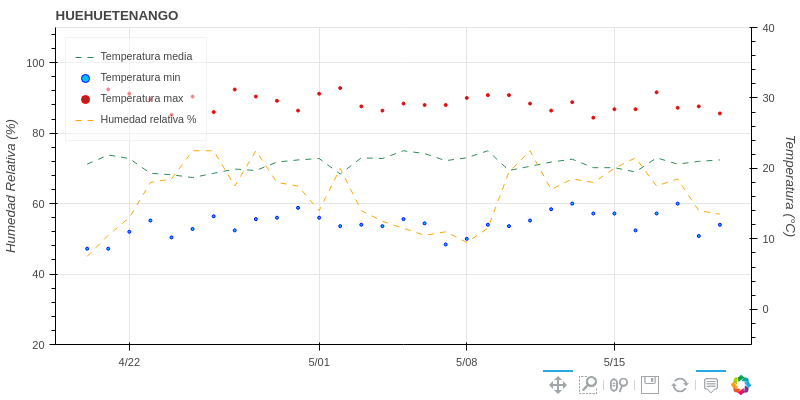 HUEHUETENANGO
Temperatura media
Temperatura min
Temperatura max
Humedad relativa %
Humedad Relativa (%)
100
80
60
40
20
40
30
20
10
0
Temperatura (°C)
4/22
5/01
5/08
5/15